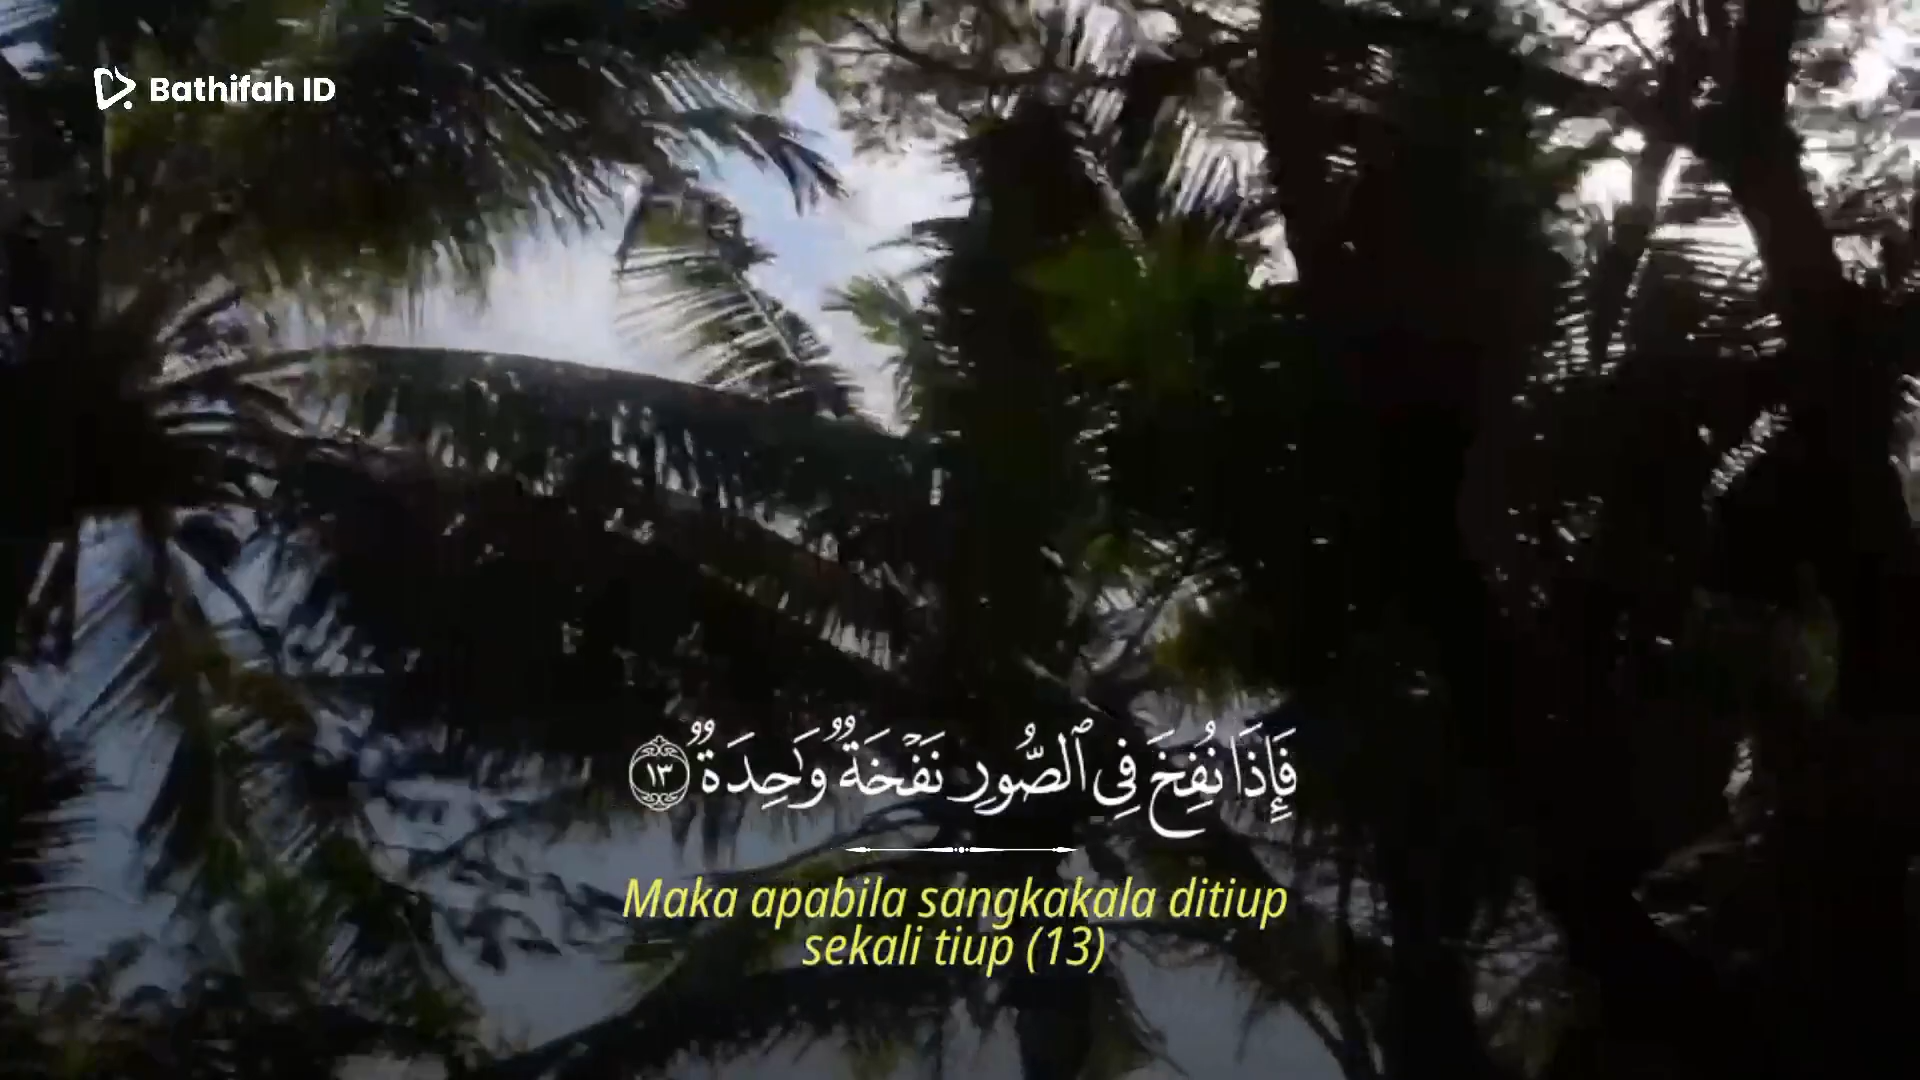 Bathifah ID
فَإِذَا نُفِخَ فِى ٱلصُّورِ نَفْخَةٌ وَٰحِدَةٌ ١٣
Maka apabila sangkakala ditiup
sekali tiup (13)